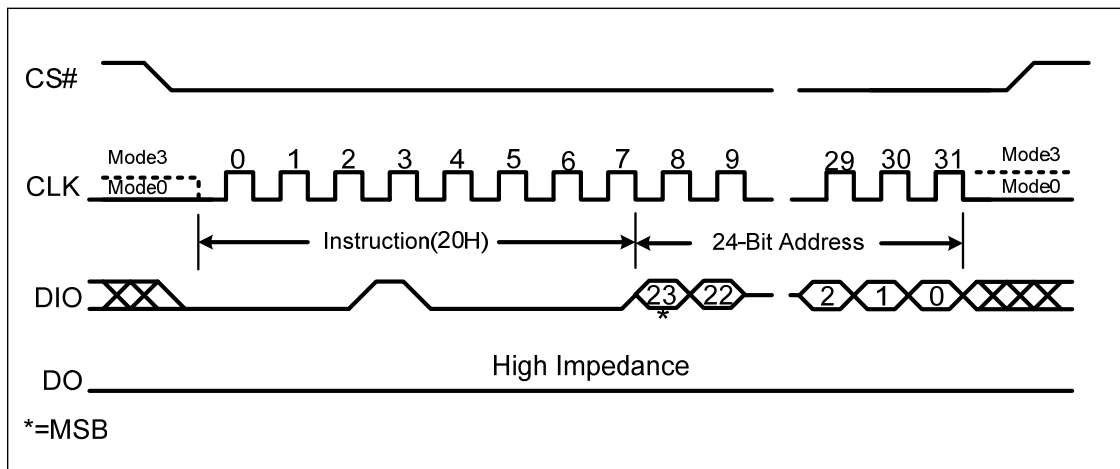 CS#
Mode3
0 1 2 3 4 5 6 7 8 9 29 30 31
Mode3
CLK
Mode0
Mode0
Instruction(20H)
24-Bit Address
DIO
23 22 2 1 0
*
High Impedance
DO
*=MSB